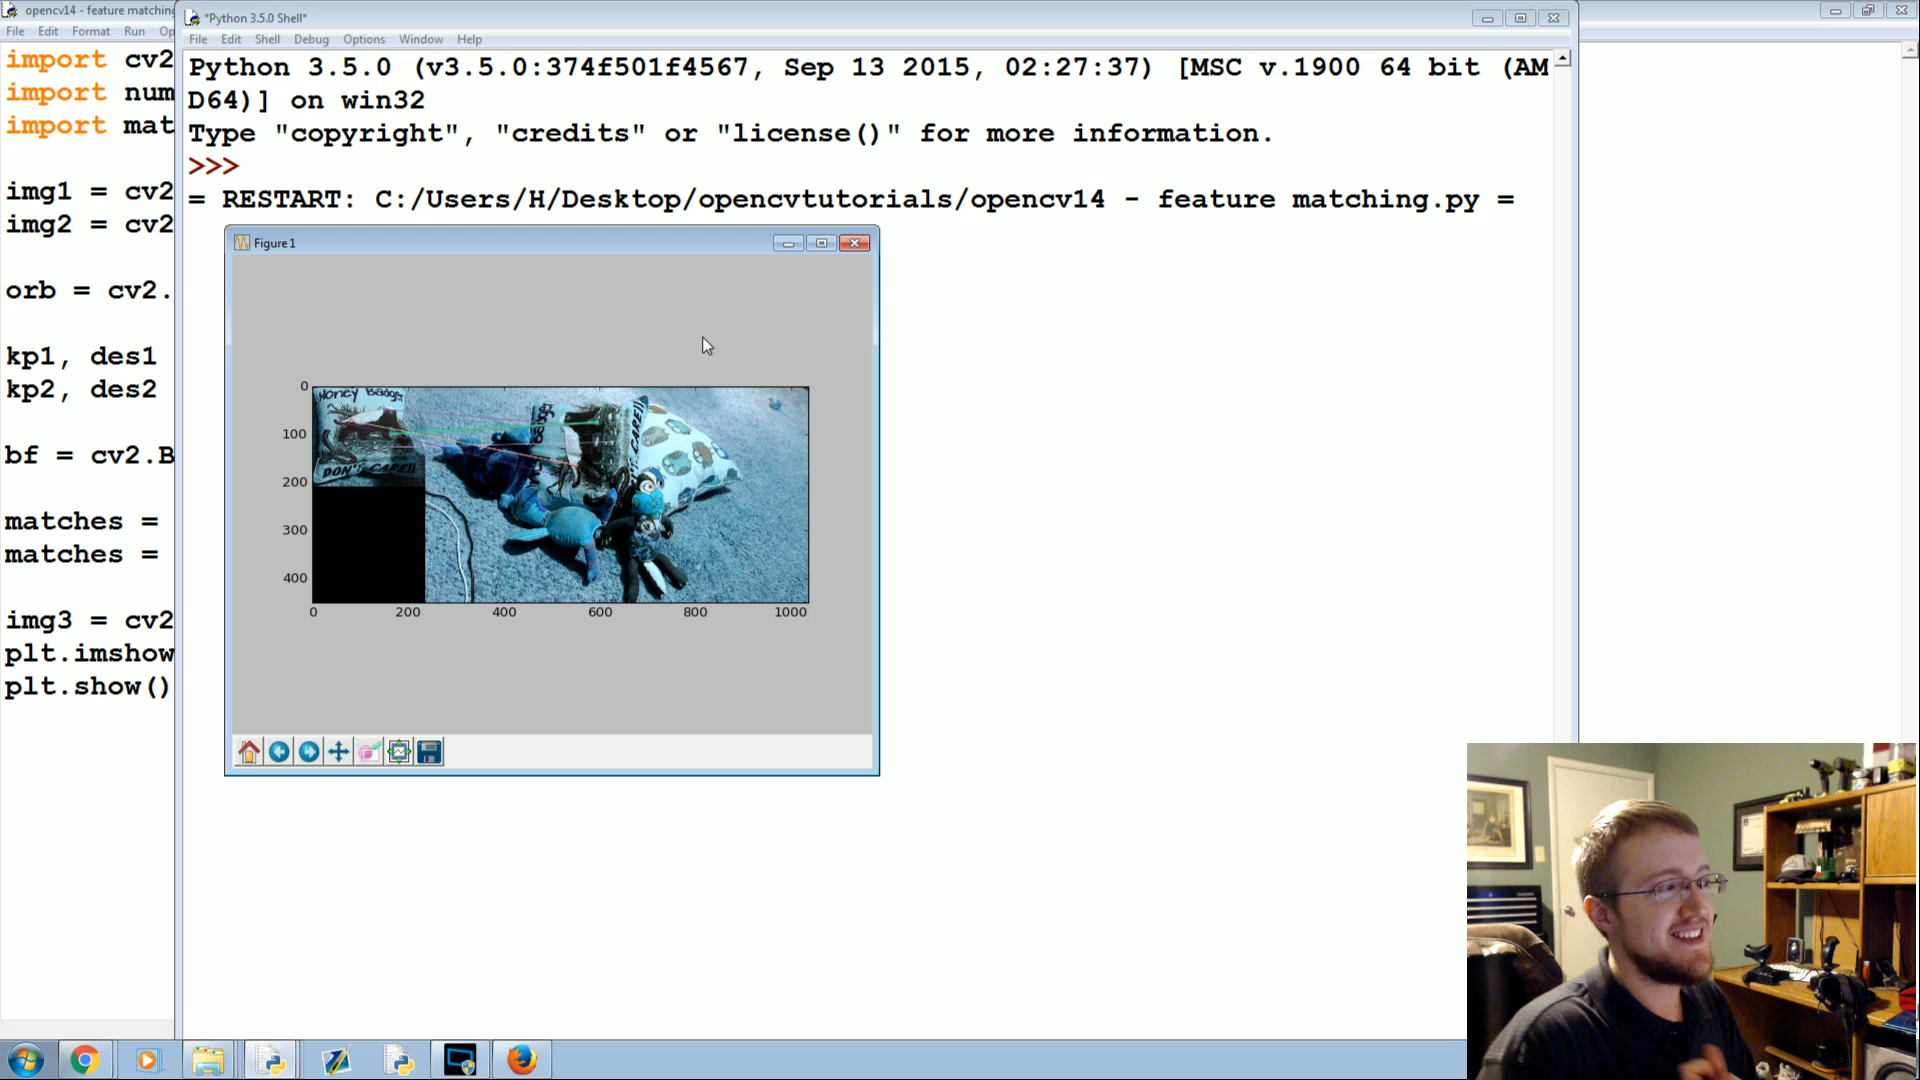 opencv14 - feature matching
File Edit Format Run Op
import cv2
import num
import mat
img1 = cv2
img2 = cv2
orb = cv2.
kp1, des1
kp2, des2
bf = cv2.B
matches =
matches =
img3 = cv2
plt.imshow
plt.show()
*Python 3.5.0 Shell*
File Edit Shell Debug Options Window Help
Python 3.5.0 (v3.5.0:374f501f4567, Sep 13 2015, 02:27:37) [MSC v.1900 64 bit (AM
D64)] on win32
Type "copyright", "credits" or "license()" for more information.
>>>
= RESTART: C:/Users/H/Desktop/opencvtutorials/opencv14 - feature matching.py =
Figure 1
0
100
200
300
400
0 200 400 600 800 1000
Honey Badger
DON'T CARE!!
Badger
CARE!!